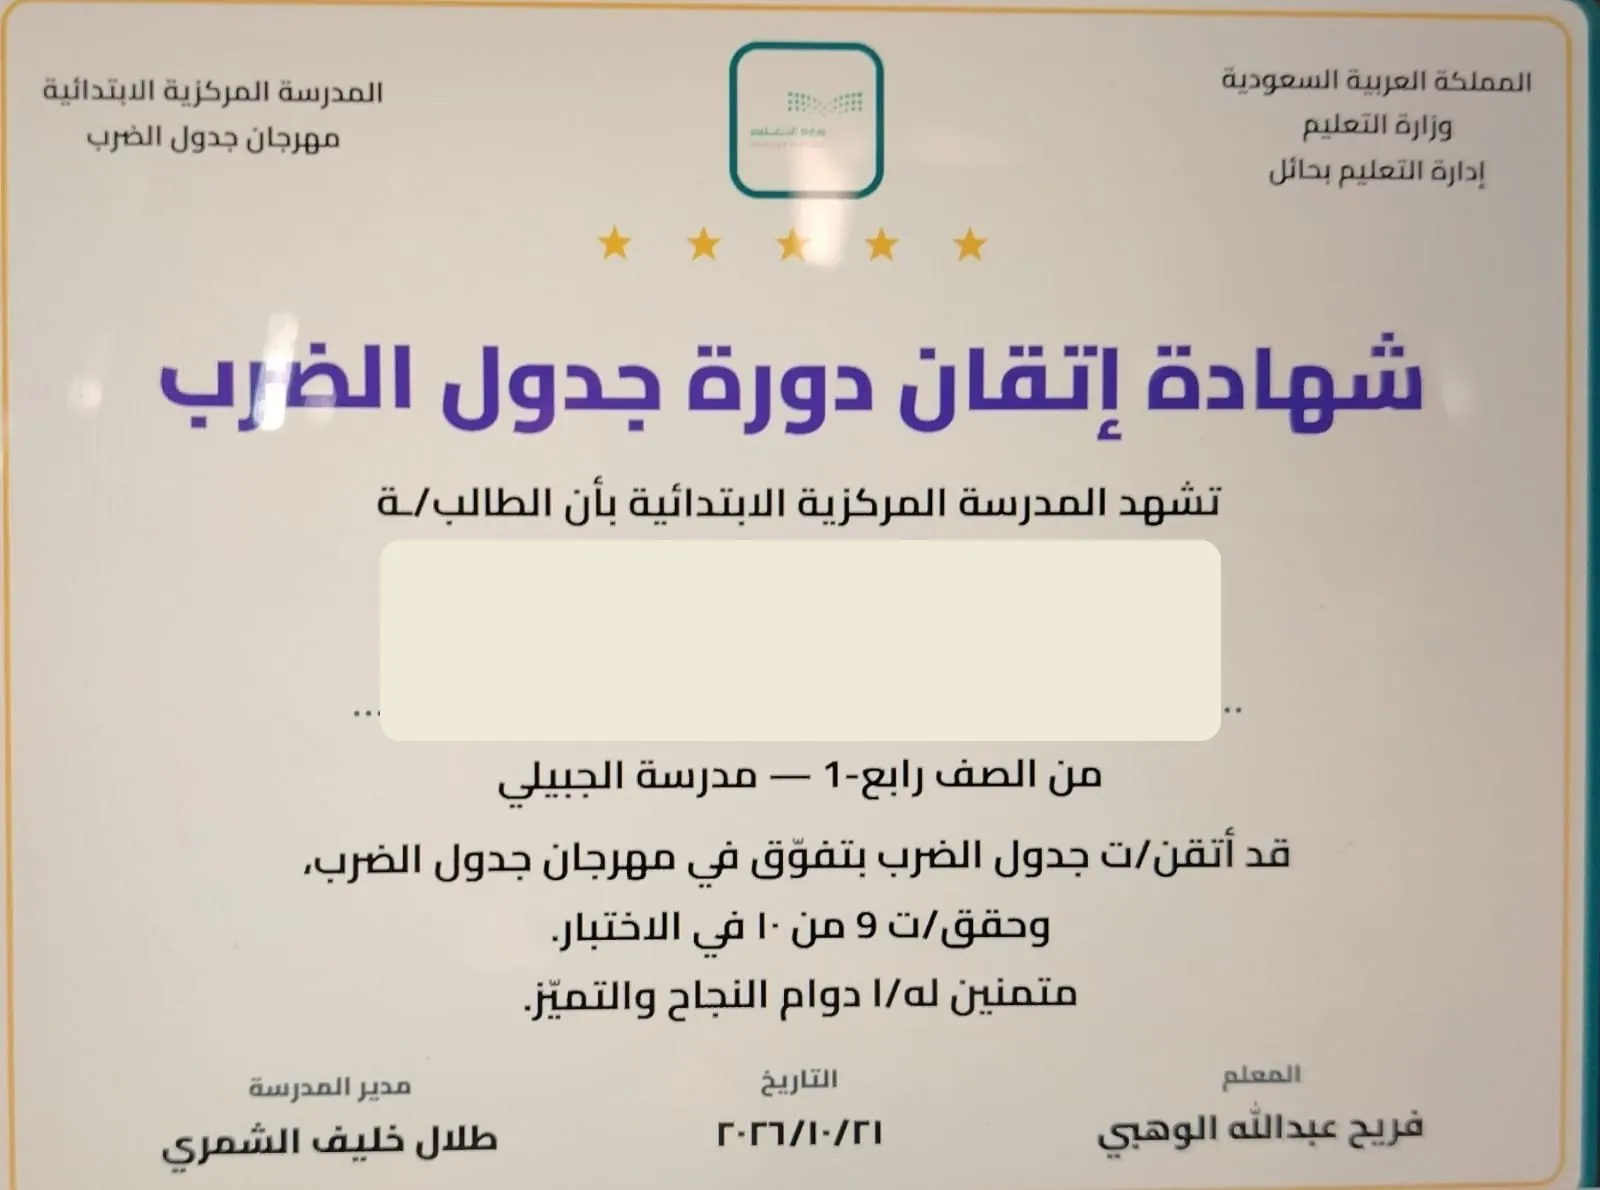 المملكة العربية السعودية
وزارة التعليم
إدارة التعليم بحائل
المدرسة المركزية الابتدائية
مهرجان جدول الضرب
وزارة التعليم
شهادة إتقان دورة جدول الضرب
تشهد المدرسة المركزية الابتدائية بأن الطالب/ـة
من الصف رابع-1 — مدرسة الجبيلي
قد أتقن/ت جدول الضرب بتفوّق في مهرجان جدول الضرب،
وحقق/ت 9 من ١٠ في الاختبار.
متمنين له/ا دوام النجاح والتميّز.
المعلم
فريح عبدالله الوهبي
التاريخ
٢٠٢٦/١٠/٢١
مدير المدرسة
طلال خليف الشمري